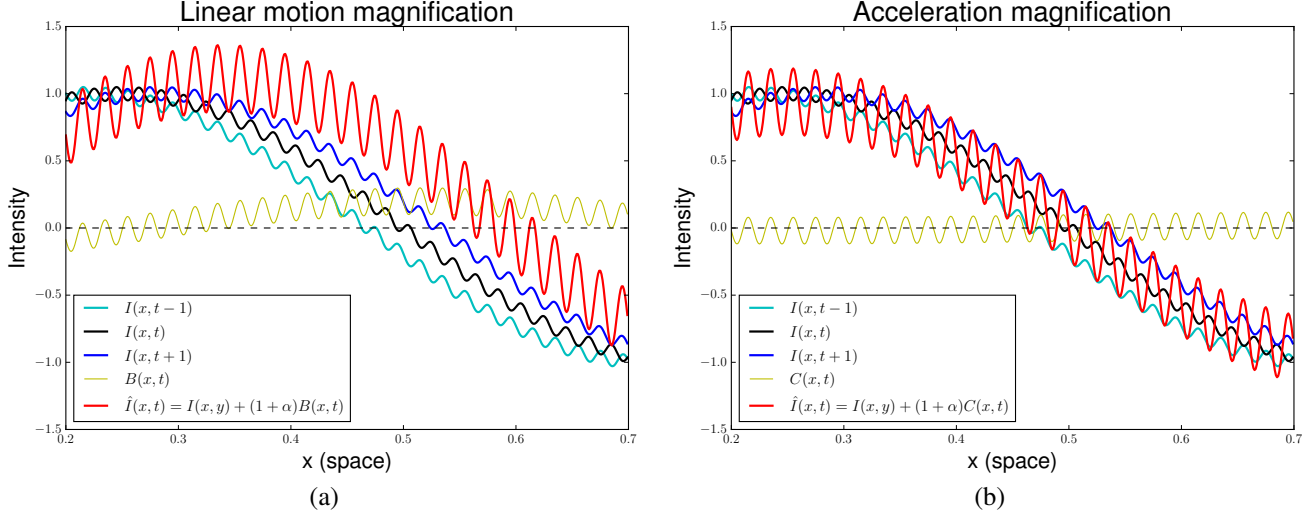 Linear motion magnification
1.5
1.0
0.5
0.0
−0.5
−1.0
−1.5
Intensity
I(x, t − 1)
I(x, t)
I(x, t + 1)
B(x, t)
Î(x, t) = I(x, y) + (1 + α)B(x, t)
0.2 0.3 0.4 0.5 0.6 0.7
x (space)
(a)
Acceleration magnification
1.5
1.0
0.5
0.0
−0.5
−1.0
−1.5
Intensity
I(x, t − 1)
I(x, t)
I(x, t + 1)
C(x, t)
Î(x, t) = I(x, y) + (1 + α)C(x, t)
0.2 0.3 0.4 0.5 0.6 0.7
x (space)
(b)